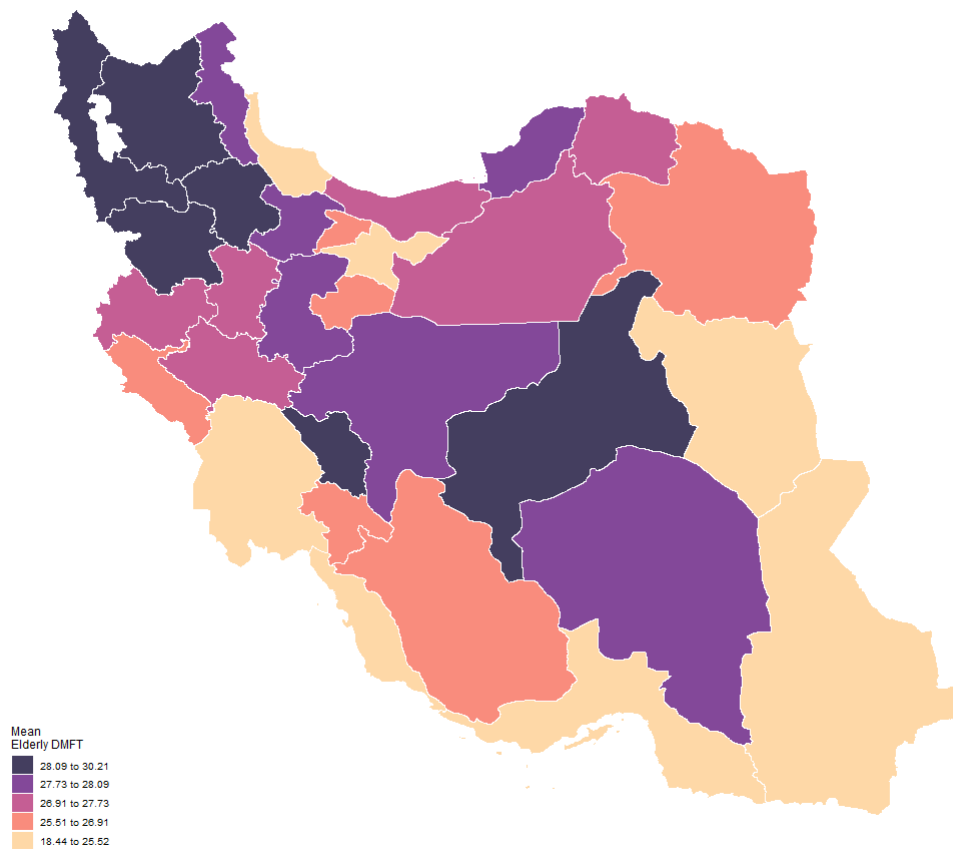 Mean
Elderly DMFT
28.09 to 30.21
27.73 to 28.09
26.91 to 27.73
25.51 to 26.91
18.44 to 25.52